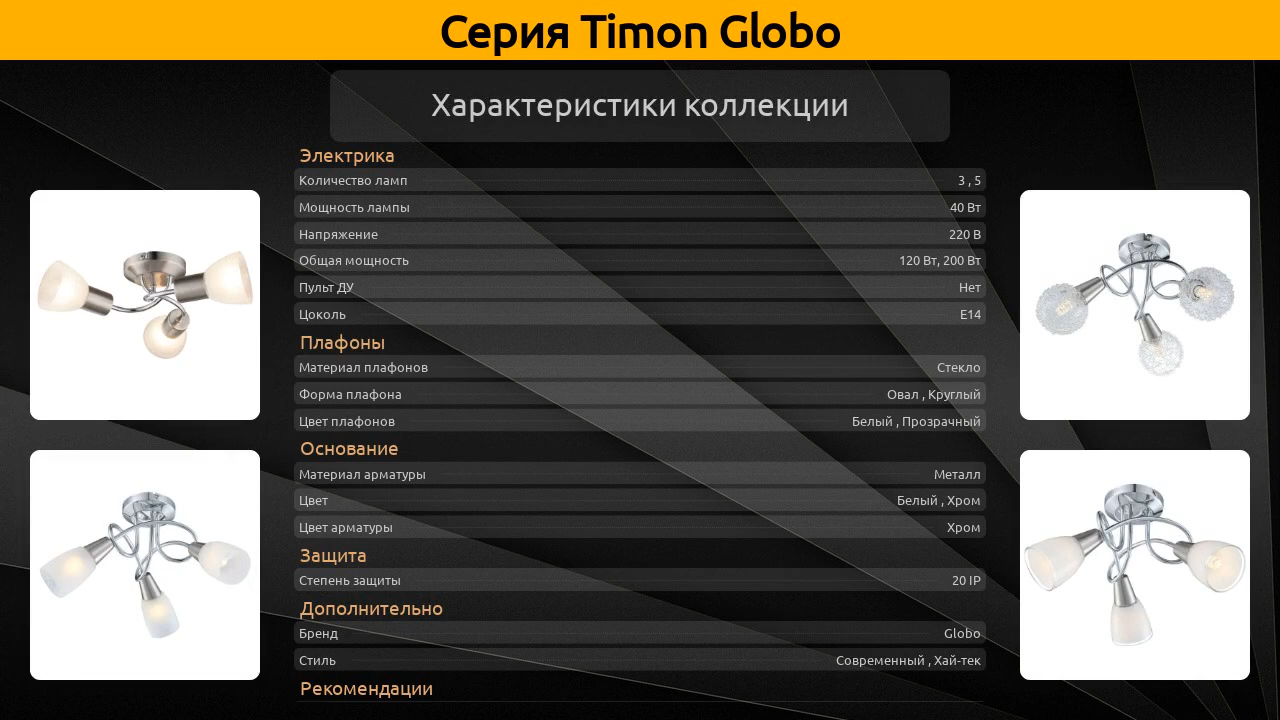 Серия Timon Globo
Характеристики коллекции
Электрика
Количество ламп 3 , 5
Мощность лампы 40 Вт
Напряжение 220 В
Общая мощность 120 Вт, 200 Вт
Пульт ДУ Нет
Цоколь E14
Плафоны
Материал плафонов Стекло
Форма плафона Овал , Круглый
Цвет плафонов Белый , Прозрачный
Основание
Материал арматуры Металл
Цвет Белый , Хром
Цвет арматуры Хром
Защита
Степень защиты 20 IP
Дополнительно
Бренд Globo
Стиль Современный , Хай-тек
Рекомендации